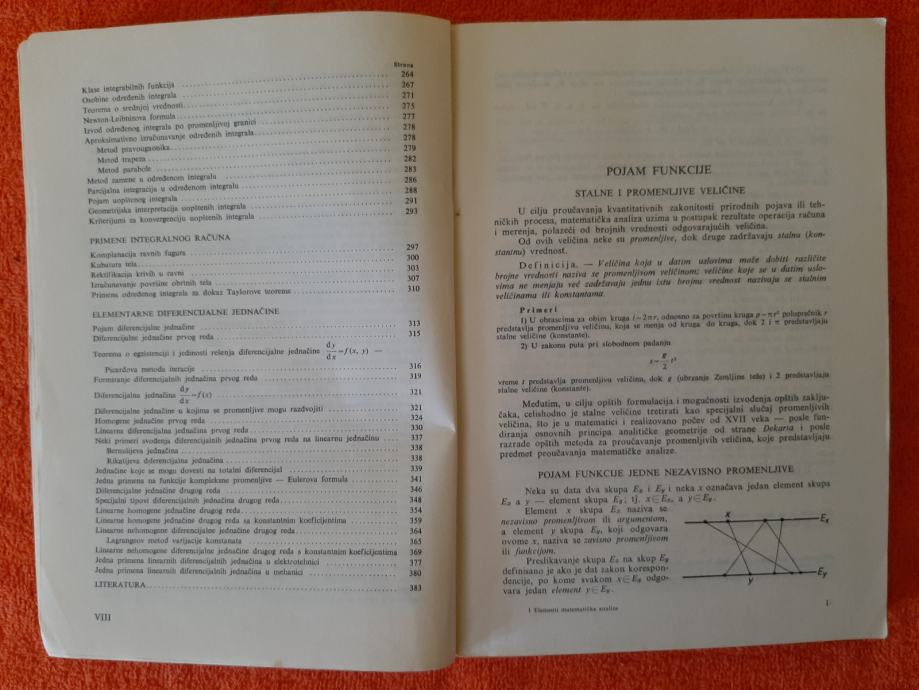 Strana
Klase integrabilnih funkcija 264
Osobine određenih integrala 267
Teorema o srednjoj vrednosti 271
Newton-Leibnizova formula 275
Izvod određenog integrala po promenljivoj granici 277
Aproksimativno izračunavanje određenih integrala 278
Metod pravougaonika 278
Metod trapeza 279
Metod parabole 282
Metod zamene u određenom integralu 283
Parcijalna integracija u određenom integralu 286
Pojam uopštenog integrala 288
Geometrijska interpretacija uopštenih integrala 291
Kriterijumi za konvergenciju uopštenih integrala 293
PRIMENE INTEGRALNOG RAČUNA
Komplanacija ravnih fugura 297
Kubatura tela 300
Rektifikacija krivih u ravni 303
Izračunavanje površine obrtnih tela 307
Primena određenog integrala za dokaz Taylorove teoreme 310
ELEMENTARNE DIFERENCIJALNE JEDNAČINE
Pojam diferencijalne jednačine 313
Diferencijalne jednačine prvog reda 315
Teorema o egzistenciji i jedinosti rešenja diferencijalne jednačine dy/dx=f(x, y) —
Picardova metoda iteracije 316
Formiranje diferencijalnih jednačina prvog reda 319
Diferencijalna jednačina dy/dx=f(x) 321
Diferencijalne jednačine u kojima se promenljive mogu razdvojiti 321
Homogene jednačine prvog reda 324
Linearna diferencijalna jednačina prvog reda 330
Neki primeri svođenja diferencijalnih jednačina prvog reda na linearnu jednačinu 337
Bernulijeva jednačina 338
Rikatijeva diferencijalna jednačina 338
Jednačine koje se mogu dovesti na totalni diferencijal 339
Jedna primena na funkcije kompleksne promenljive — Eulerova formula 341
Diferencijalne jednačine drugog reda 346
Specijalni tipovi diferencijalnih jednačina drugog reda 348
Linearne homogene jednačine drugog reda 354
Linearne homogene jednačine drugog reda sa konstantnim koeficijentima 359
Linearne nehomogene diferencijalne jednačine drugog reda 364
Lagrangeov metod varijacije konstanata 365
Linearne nehomogene diferencijalne jednačine drugog reda s konstantnim koeficijentima 369
Jedna primena linearnih diferencijalnih jednačina u elektrotehnici 377
Jedna primena linearnih diferencijalnih jednačina u mehanici 380
LITERATURA 383
VIII
POJAM FUNKCIJE
STALNE I PROMENLJIVE VELIČINE
U cilju proučavanja kvantitativnih zakonitosti prirodnih pojava ili teh-
ničkih procesa, matematička analiza uzima u postupak rezultate operacija računa
i merenja, polazeći od brojnih vrednosti odgovarajućih veličina.
Od ovih veličina neke su promenljive, dok druge zadržavaju stalnu (kon-
stantnu) vrednost.
Definicija. — Veličina koja u datim uslovima može dobiti različite
brojne vrednosti naziva se promenljivom veličinom; veličine koje se u datim uslo-
vima ne menjaju već zadržavaju jednu istu brojnu vrednost nazivaju se stalnim
veličinama ili konstantama.
Primeri
1) U obrascima za obim kruga l=2πr, odnosno za površinu kruga p=πr² poluprečnik r
predstavlja promenljivu veličinu, koja se menja od kruga do kruga, dok 2 i π predstavljaju
stalne veličine (konstante).
2) U zakonu puta pri slobodnom padanju
s=g/2 t²
vreme t predstavlja promenljivu veličinu, dok g (ubrzanje Zemljine teže) i 2 predstavljaju
stalne veličine (konstante).
Međutim, u cilju opštih formulacija i mogućnosti izvođenja opštih zaklju-
čaka, celishodno je stalne veličine tretirati kao specijalni slučaj promenljivih
veličina, što je u matematici i realizovano počev od XVII veka — posle fun-
diranja osnovnih principa analitičke geometrije od strane Dekarta i posle
razrade opštih metoda za proučavanje promenljivih veličina, koje predstavljaju
predmet proučavanja matematičke analize.
POJAM FUNKCIJE JEDNE NEZAVISNO PROMENLJIVE
Neka su data dva skupa Eₓ i Eᵧ i neka x označava jedan element skupa
Eₓ a y — element skupa Eᵧ; tj. x∈Eₓ, a y∈Eᵧ.
Element x skupa Eₓ naziva se
nezavisno promenljivom ili argumentom,
a element y skupa Eᵧ, koji odgovara
ovome x, naziva se zavisno promenljivom
ili funkcijom.
Preslikavanje skupa Eₓ na skup Eᵧ
definisano je ako je dat zakon korespon-
dencije, po kome svakom x∈Eₓ odgo-
vara jedan element y∈Eᵧ.
x
Eₓ
y
Eᵧ
1 Elementi matematičke analize
1